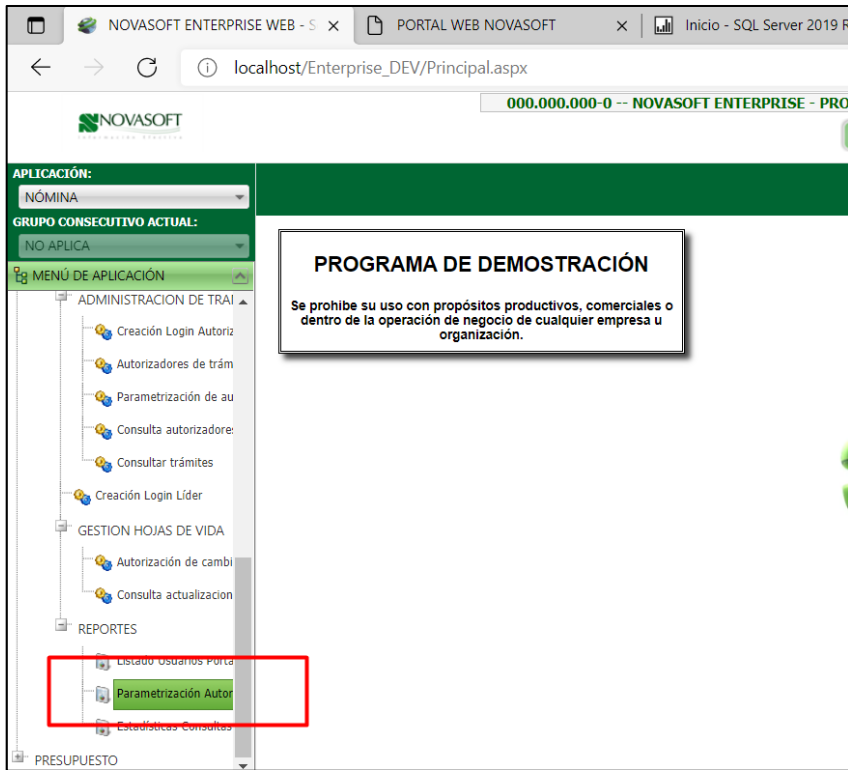 NOVASOFT ENTERPRISE WEB - S
PORTAL WEB NOVASOFT
Inicio - SQL Server 2019 R
localhost/Enterprise_DEV/Principal.aspx
000.000.000-0 -- NOVASOFT ENTERPRISE - PRO
NOVASOFT
APLICACIÓN:
NÓMINA
GRUPO CONSECUTIVO ACTUAL:
NO APLICA
MENÚ DE APLICACIÓN
ADMINISTRACION DE TRA
Creación Login Autoriz
Autorizadores de trám
Parametrización de au
Consulta autorizadore
Consultar trámites
Creación Login Líder
GESTION HOJAS DE VIDA
Autorización de cambi
Consulta actualizacion
REPORTES
Listado Usuarios Porta
Parametrización Autor
Estadísticas Consultas
PRESUPUESTO
PROGRAMA DE DEMOSTRACIÓN
Se prohibe su uso con propósitos productivos, comerciales o
dentro de la operación de negocio de cualquier empresa u
organización.